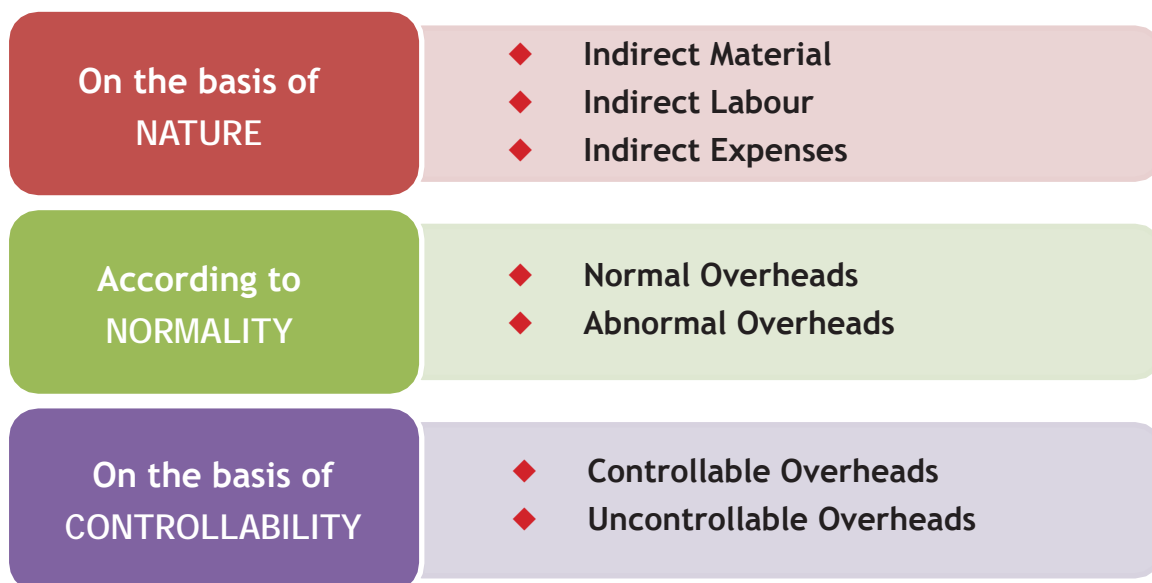 On the basis of
NATURE
◆ Indirect Material
◆ Indirect Labour
◆ Indirect Expenses
According to
NORMALITY
◆ Normal Overheads
◆ Abnormal Overheads
On the basis of
CONTROLLABILITY
◆ Controllable Overheads
◆ Uncontrollable Overheads